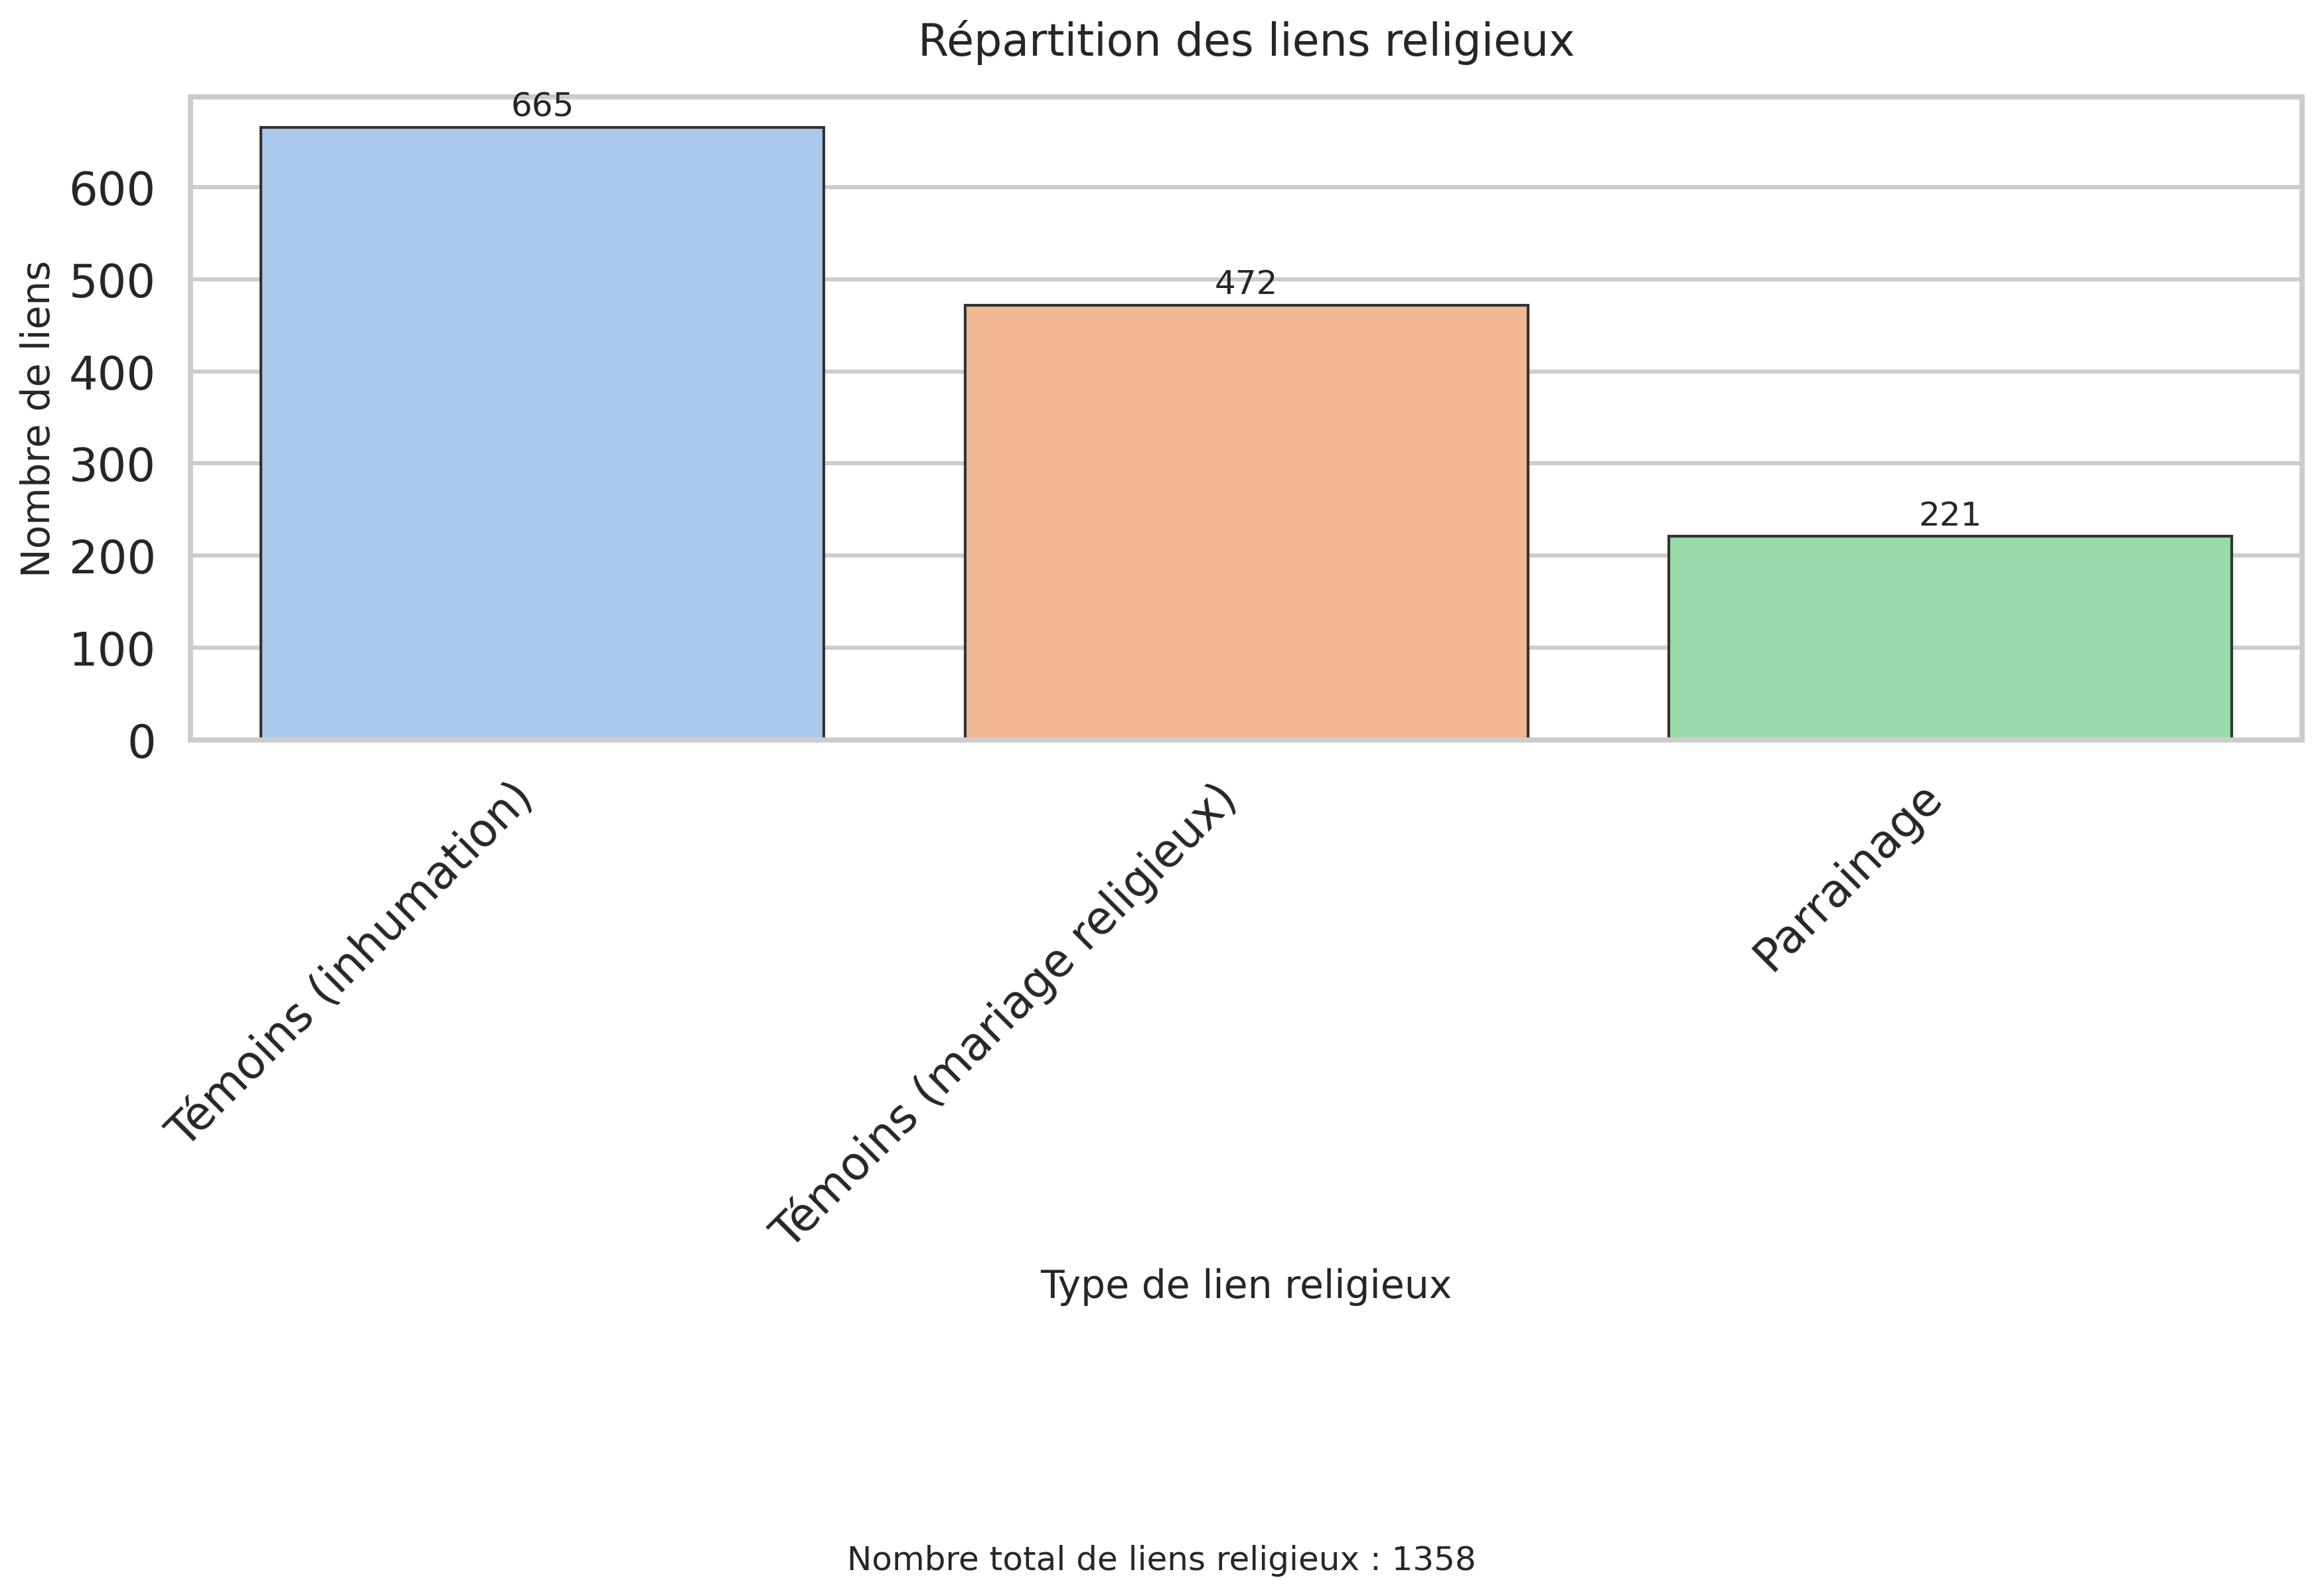 Répartition des liens religieux
665
472
221
600
500
400
300
200
100
0
Nombre de liens
Témoins (inhumation)
Témoins (mariage religieux)
Parrainage
Type de lien religieux
Nombre total de liens religieux : 1358